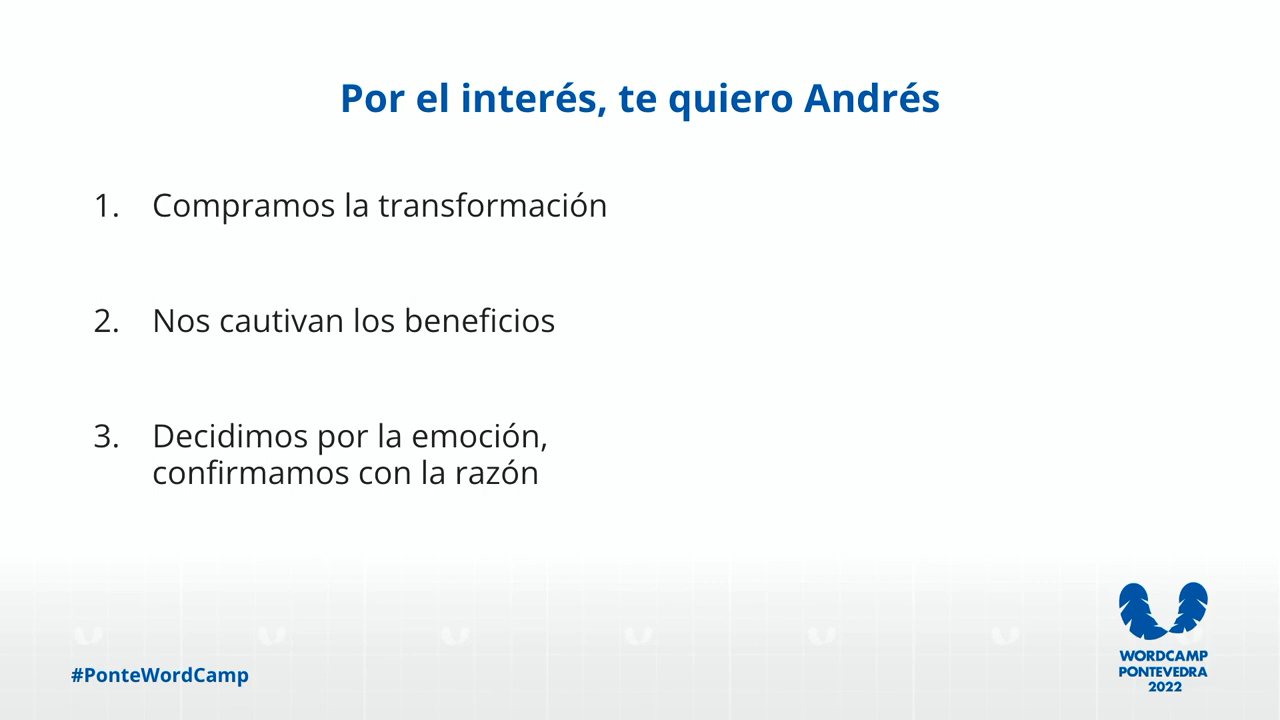 Por el interés, te quiero Andrés
1. Compramos la transformación
2. Nos cautivan los beneficios
3. Decidimos por la emoción,
confirmamos con la razón
#PonteWordCamp
WORDCAMP
PONTEVEDRA
2022